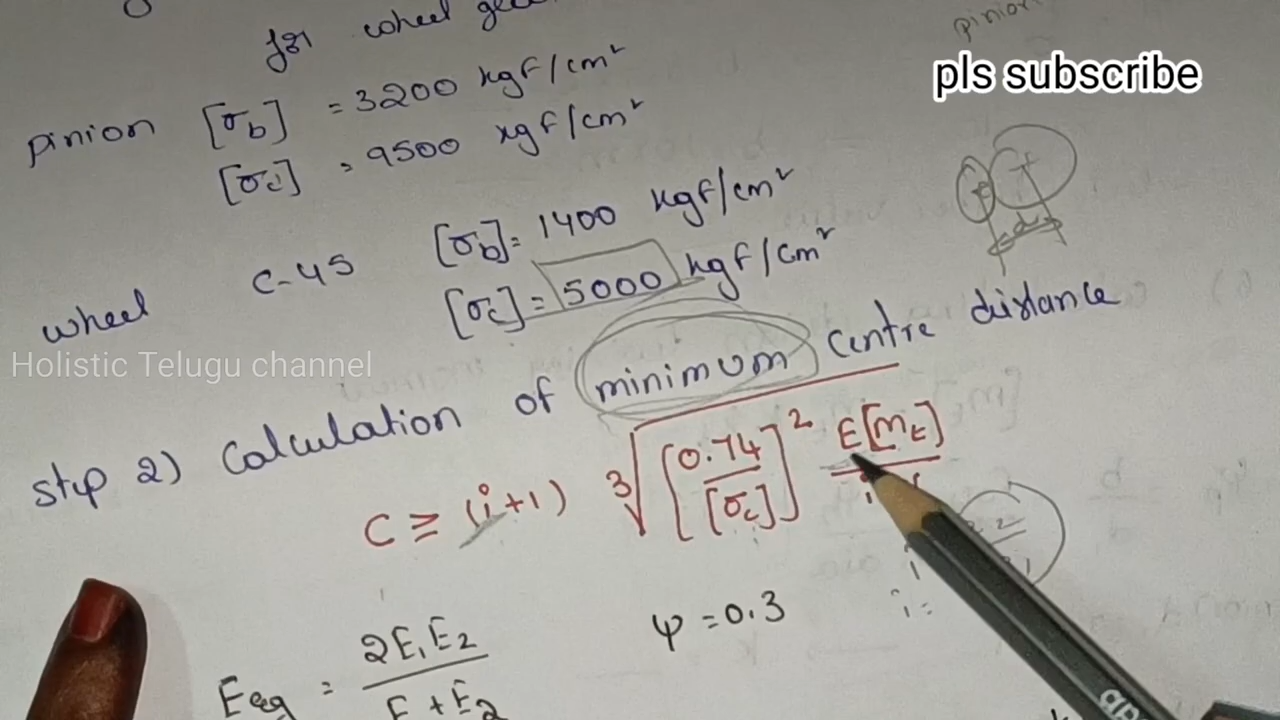 for wheel
pinion
pls subscribe
pinion [σb] = 3200 kgf/cm²
[σc] = 9500 kgf/cm²
wheel C-45 [σb] = 1400 kgf/cm²
[σc] = 5000 kgf/cm²
Holistic Telugu channel
step 2) Calculation of minimum centre distance
C ≥ (i+1) ∛ [0.74/[σc]]² E[Mt]/i
i =
ψ = 0.3
Eeq = 2E1E2/E+E2